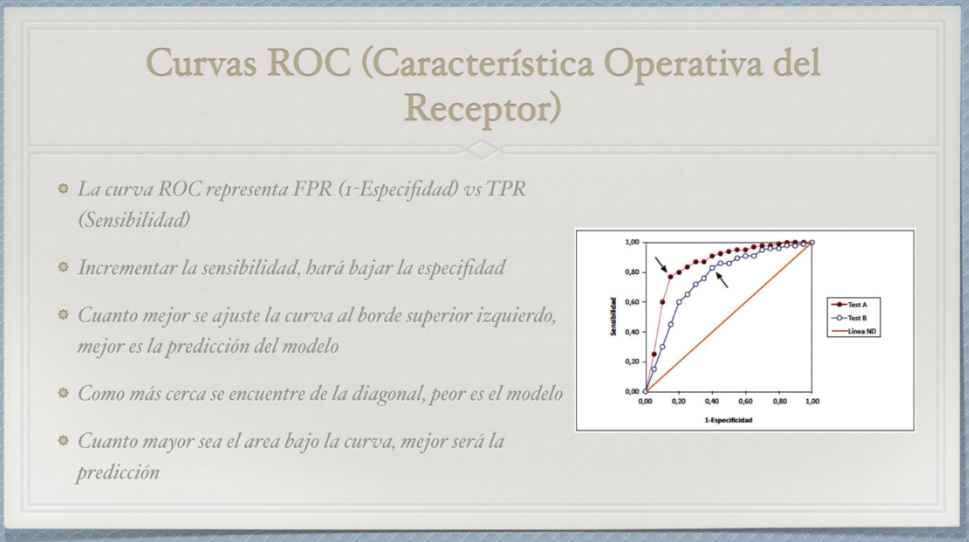 Curvas ROC (Característica Operativa del
Receptor)
La curva ROC representa FPR (1-Especifidad) vs TPR
(Sensibilidad)
Incrementar la sensibilidad, hará bajar la especifidad
Cuanto mejor se ajuste la curva al borde superior izquierdo,
mejor es la predicción del modelo
Como más cerca se encuentre de la diagonal, peor es el modelo
Cuanto mayor sea el area bajo la curva, mejor será la
predicción
1,00
0,80
0,60
0,40
0,20
0,00
Sensibilidad
0,00 0,20 0,40 0,60 0,80 1,00
1-Especificidad
Test A
Test B
Línea ND